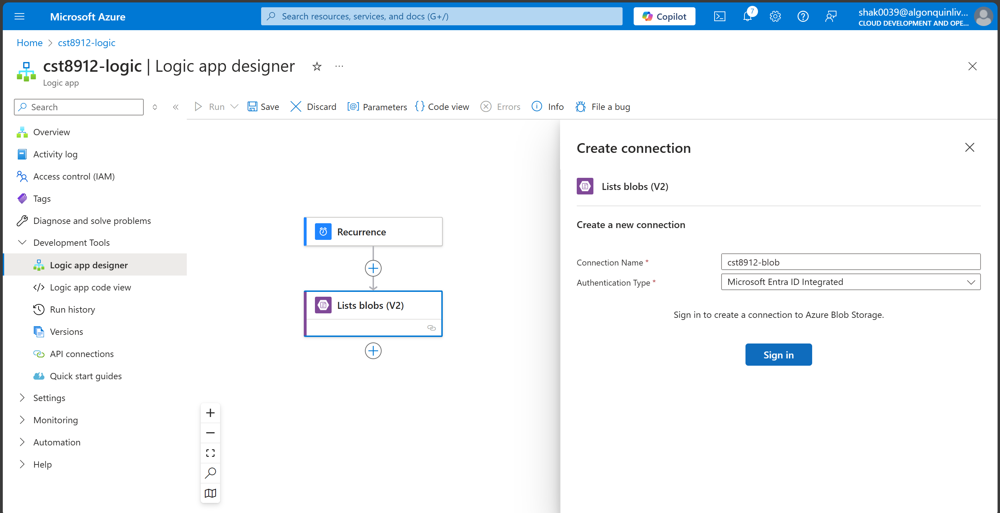 Microsoft Azure
Search resources, services, and docs (G+/)
Copilot
7
shak0039@algonquinliv...
CLOUD DEVELOPMENT AND OPE...
Home > cst8912-logic
cst8912-logic | Logic app designer
Logic app
Search
Run
Save
Discard
Parameters
Code view
Errors
Info
File a bug
Overview
Activity log
Access control (IAM)
Tags
Diagnose and solve problems
Development Tools
Logic app designer
Logic app code view
Run history
Versions
API connections
Quick start guides
Settings
Monitoring
Automation
Help
Recurrence
Lists blobs (V2)
Create connection
Lists blobs (V2)
Create a new connection
Connection Name *
cst8912-blob
Authentication Type *
Microsoft Entra ID Integrated
Sign in to create a connection to Azure Blob Storage.
Sign in